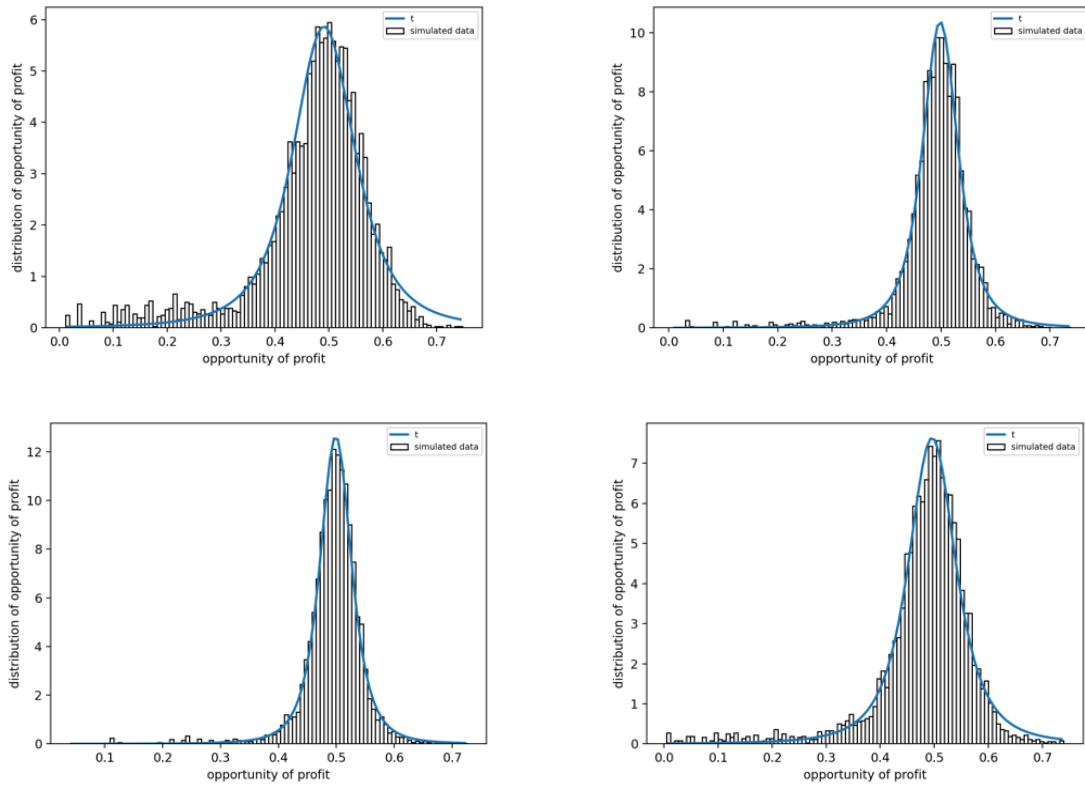 t
simulated data
distribution of opportunity of profit
6
5
4
3
2
1
0
0.0 0.1 0.2 0.3 0.4 0.5 0.6 0.7
opportunity of profit
t
simulated data
distribution of opportunity of profit
10
8
6
4
2
0
0.0 0.1 0.2 0.3 0.4 0.5 0.6 0.7
opportunity of profit
t
simulated data
distribution of opportunity of profit
12
10
8
6
4
2
0
0.1 0.2 0.3 0.4 0.5 0.6 0.7
opportunity of profit
t
simulated data
distribution of opportunity of profit
7
6
5
4
3
2
1
0
0.0 0.1 0.2 0.3 0.4 0.5 0.6 0.7
opportunity of profit